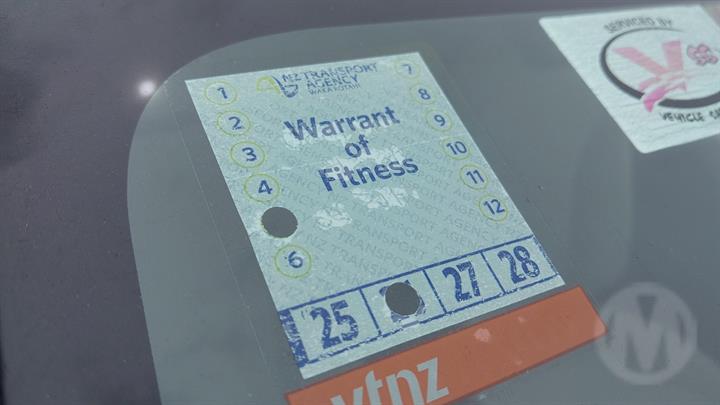 NZ TRANSPORT
AGENCY
WAKA KOTAHI
Warrant
of
Fitness
1
2
3
4
6
7
8
9
10
11
12
25 27 28
vtnz
SERVICED BY
VEHICLE
M